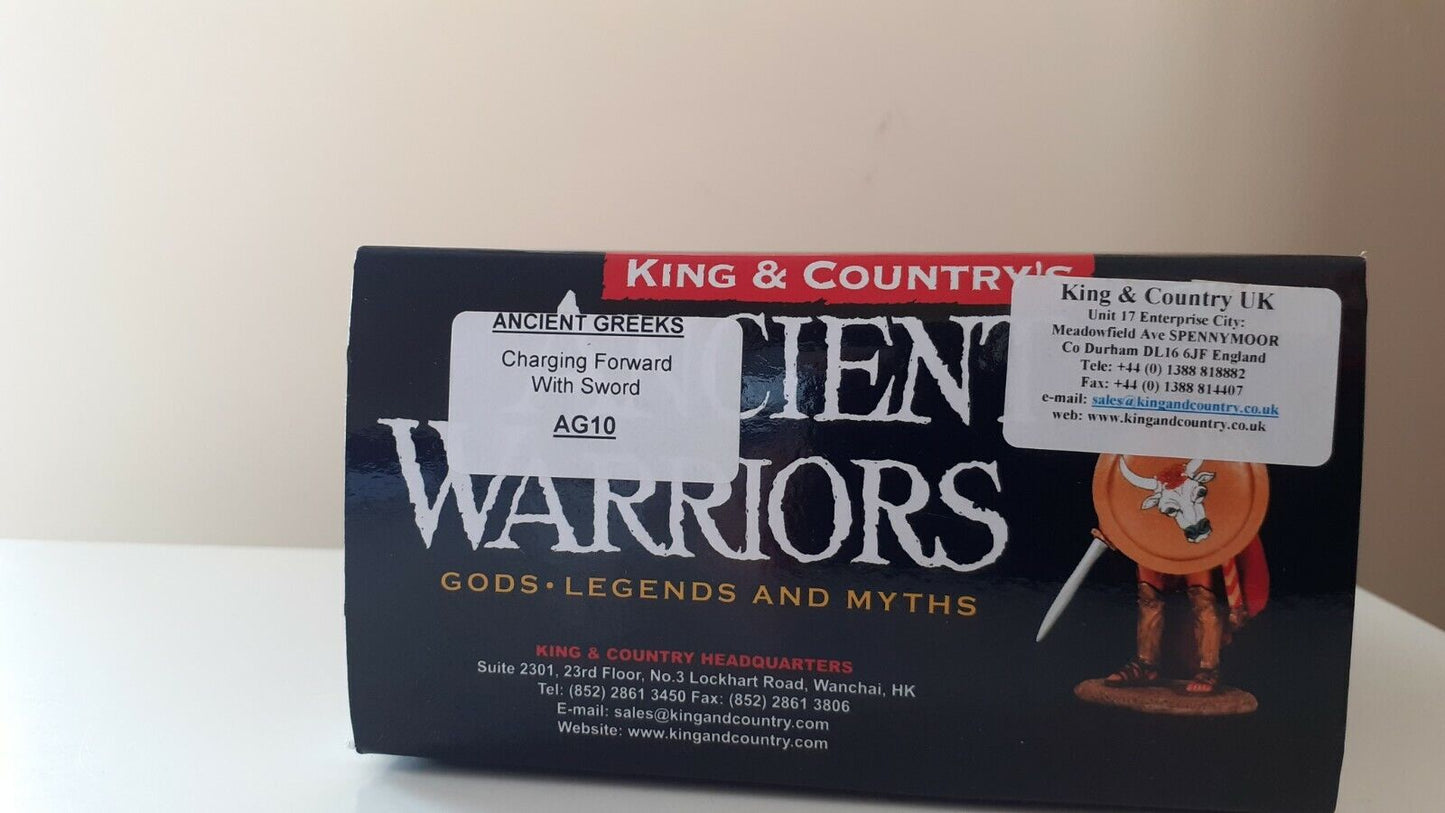 KING & COUNTRY'S
ANCIENT GREEKS
Charging Forward
With Sword
AG10
ANCIENT
WARRIORS
GODS • LEGENDS AND MYTHS
King & Country UK
Unit 17 Enterprise City:
Meadowfield Ave SPENNYMOOR
Co Durham DL16 6JF England
Tele: +44 (0) 1388 818882
Fax: +44 (0) 1388 814407
e-mail: sales@kingandcountry.co.uk
web: www.kingandcountry.co.uk
KING & COUNTRY HEADQUARTERS
Suite 2301, 23rd Floor, No.3 Lockhart Road, Wanchai, HK
Tel: (852) 2861 3450 Fax: (852) 2861 3806
E-mail: sales@kingandcountry.com
Website: www.kingandcountry.com